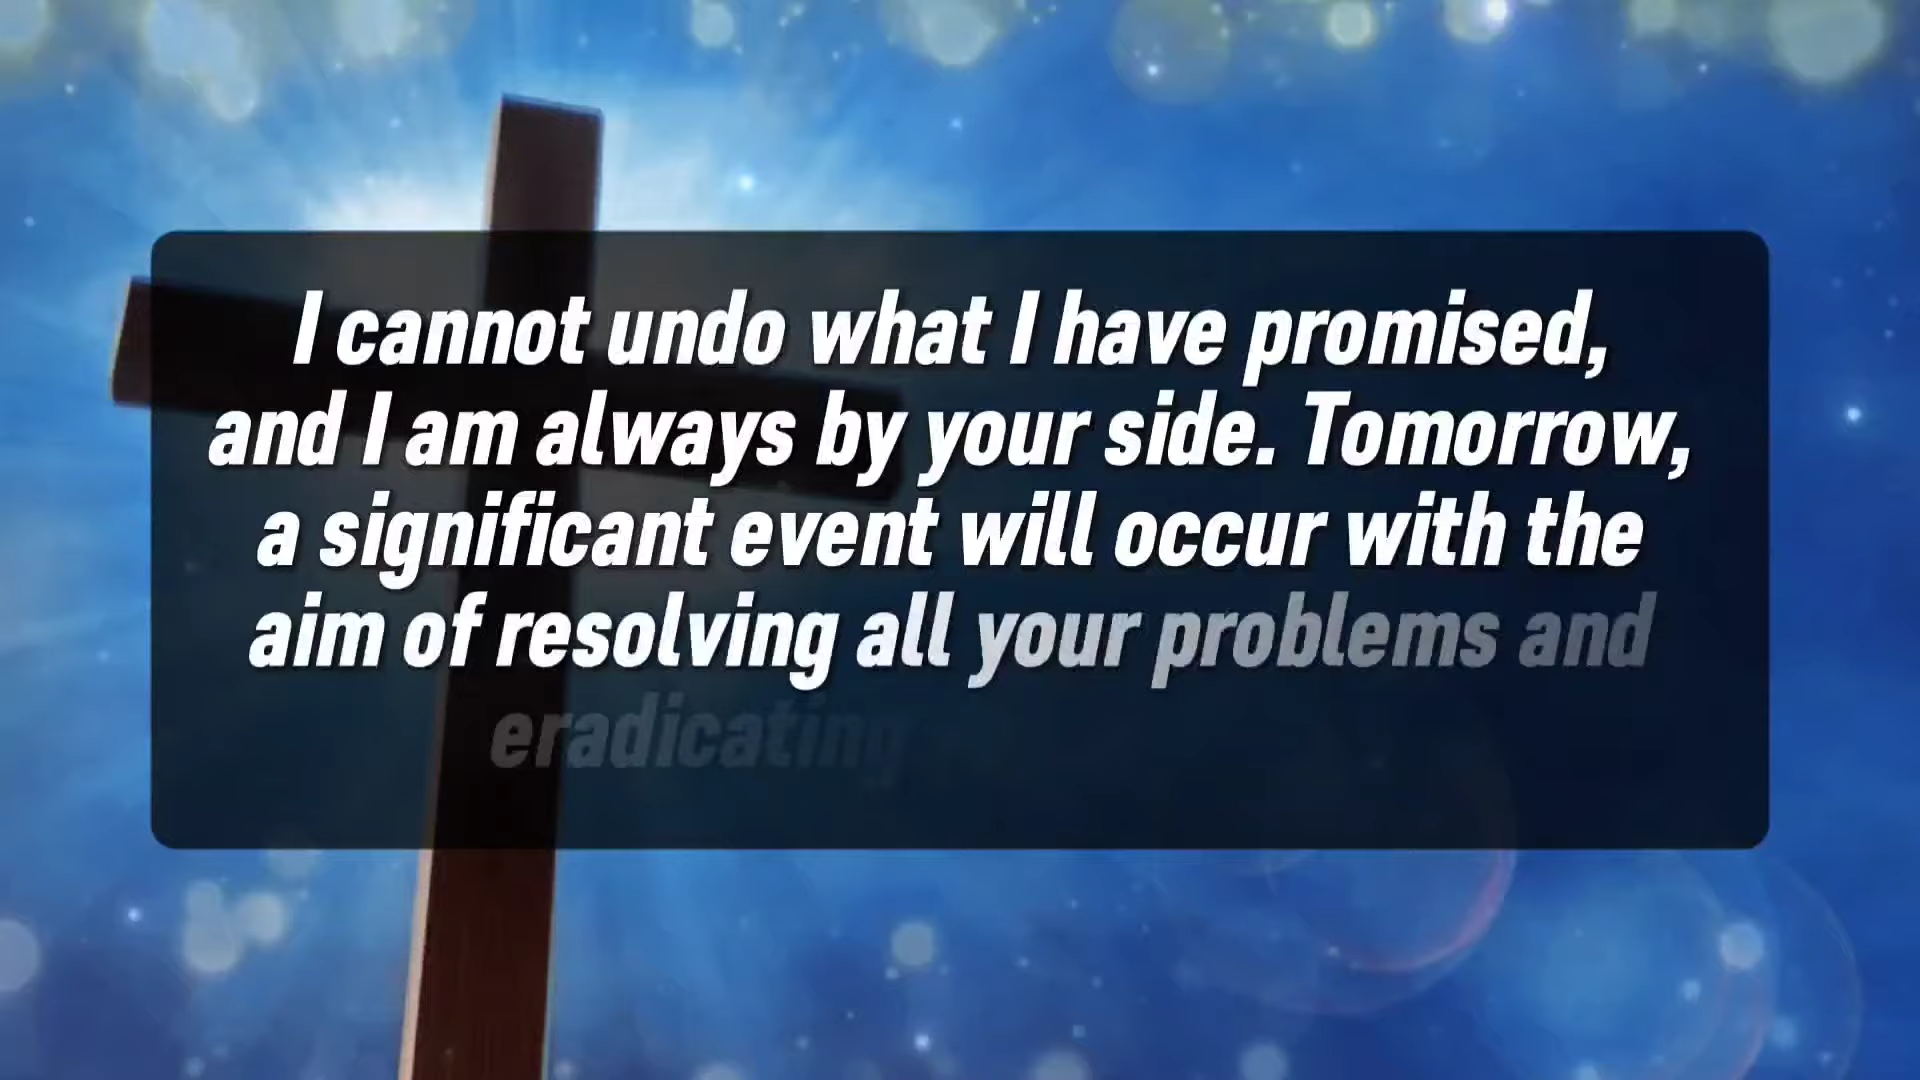 I cannot undo what I have promised,
and I am always by your side. Tomorrow,
a significant event will occur with the
aim of resolving all your problems and
eradicating